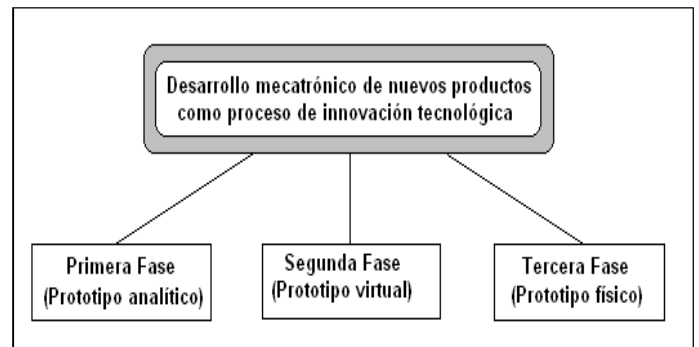 Desarrollo mecatrónico de nuevos productos
como proceso de innovación tecnológica
Primera Fase
(Prototipo analítico)
Segunda Fase
(Prototipo virtual)
Tercera Fase
(Prototipo físico)